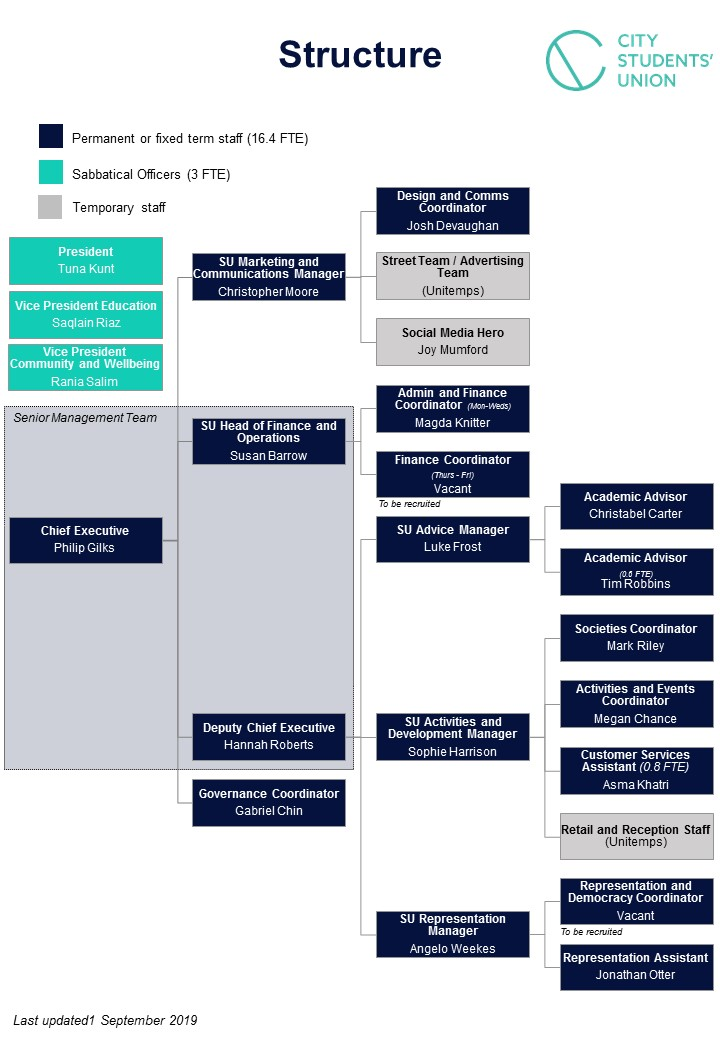 Structure
CITY
STUDENTS'
UNION
Permanent or fixed term staff (16.4 FTE)
Sabbatical Officers (3 FTE)
Temporary staff
President
Tuna Kunt
Vice President Education
Saqlain Riaz
Vice President
Community and Wellbeing
Rania Salim
Senior Management Team
Chief Executive
Philip Gilks
SU Marketing and
Communications Manager
Christopher Moore
SU Head of Finance and
Operations
Susan Barrow
Deputy Chief Executive
Hannah Roberts
Governance Coordinator
Gabriel Chin
Design and Comms
Coordinator
Josh Devaughan
Street Team / Advertising
Team
(Unitemps)
Social Media Hero
Joy Mumford
Admin and Finance
Coordinator (Mon-Weds)
Magda Knitter
Finance Coordinator
(Thurs - Fri)
Vacant
To be recruited
SU Advice Manager
Luke Frost
SU Activities and
Development Manager
Sophie Harrison
SU Representation
Manager
Angelo Weekes
Academic Advisor
Christabel Carter
Academic Advisor
(0.6 FTE)
Tim Robbins
Societies Coordinator
Mark Riley
Activities and Events
Coordinator
Megan Chance
Customer Services
Assistant (0.8 FTE)
Asma Khatri
Retail and Reception Staff
(Unitemps)
Representation and
Democracy Coordinator
Vacant
To be recruited
Representation Assistant
Jonathan Otter
Last updated1 September 2019